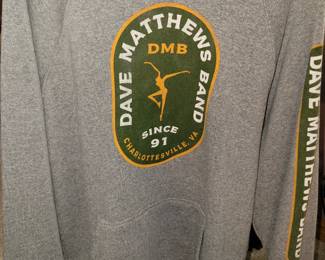 DAVE MATTHEWS BAND
DMB
SINCE
91
CHARLOTTESVILLE, VA
DAVE MATTHEWS BAND